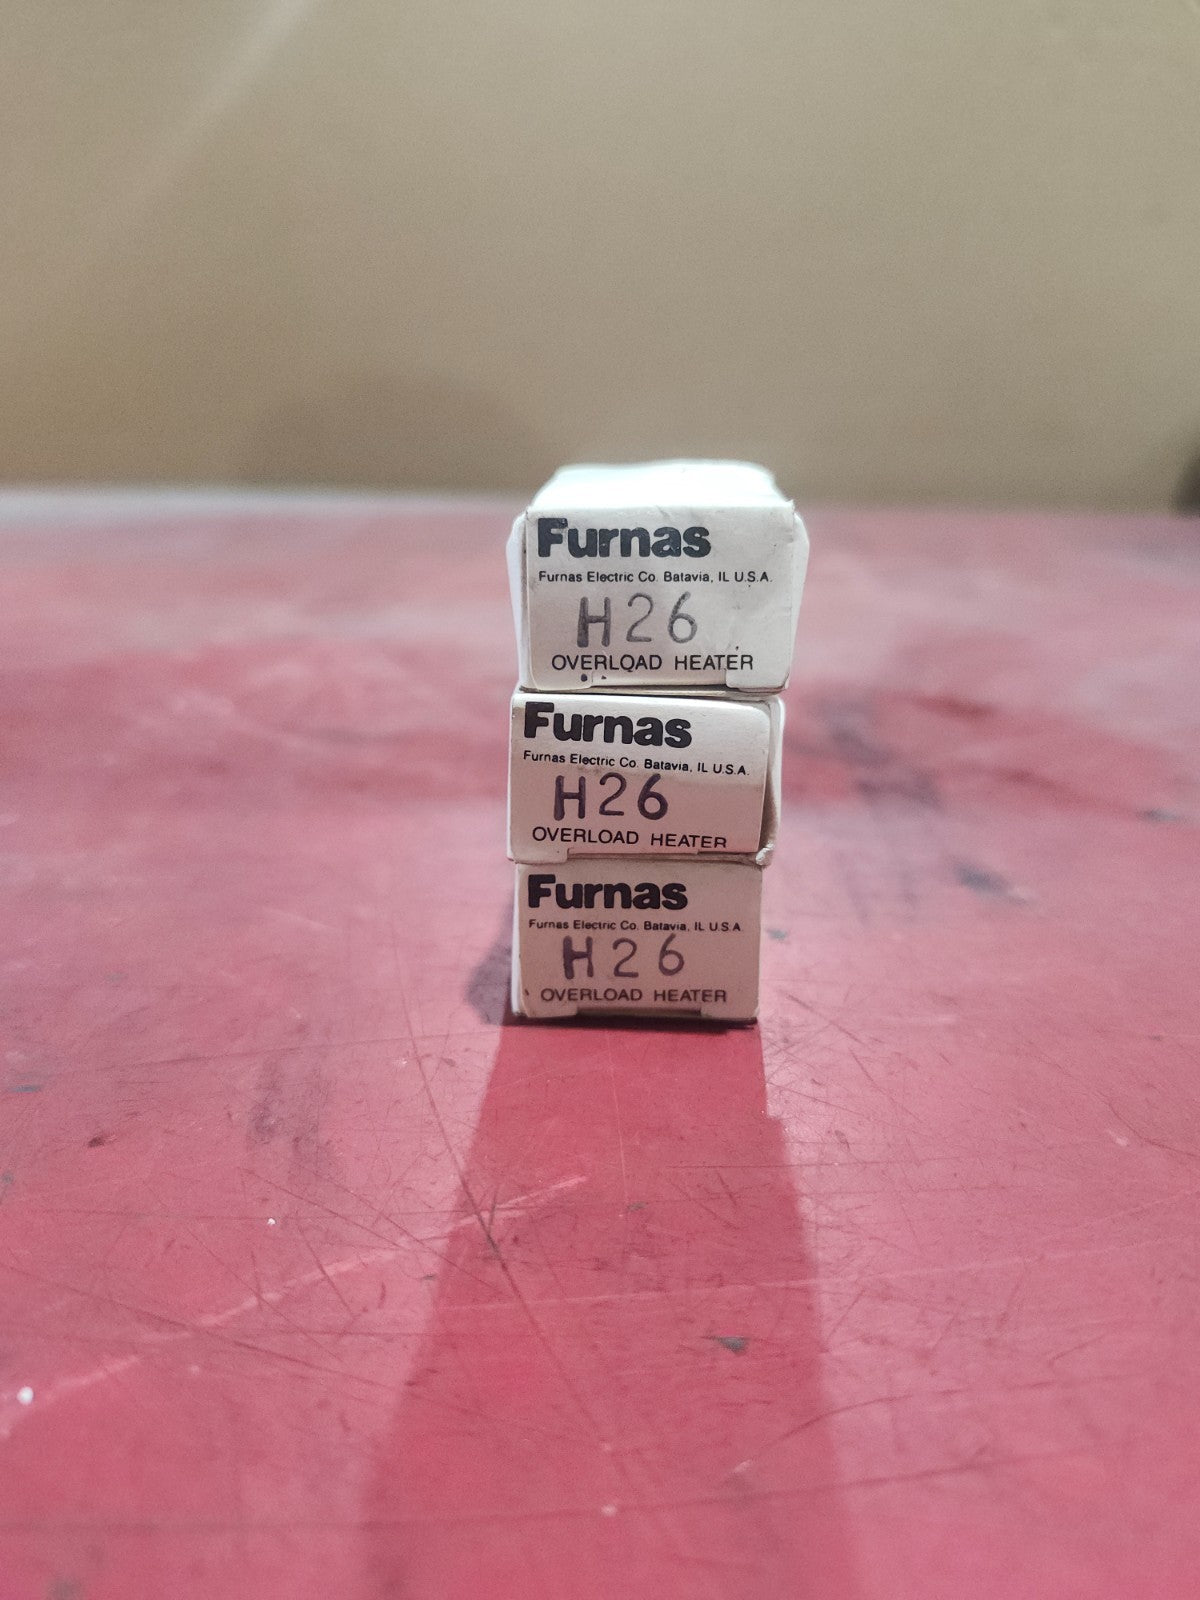 Furnas
Furnas Electric Co. Batavia, IL U.S.A.
H26
OVERLOAD HEATER
Furnas
Furnas Electric Co. Batavia, IL U.S.A.
H26
OVERLOAD HEATER
Furnas
Furnas Electric Co. Batavia, IL U.S.A.
H26
OVERLOAD HEATER